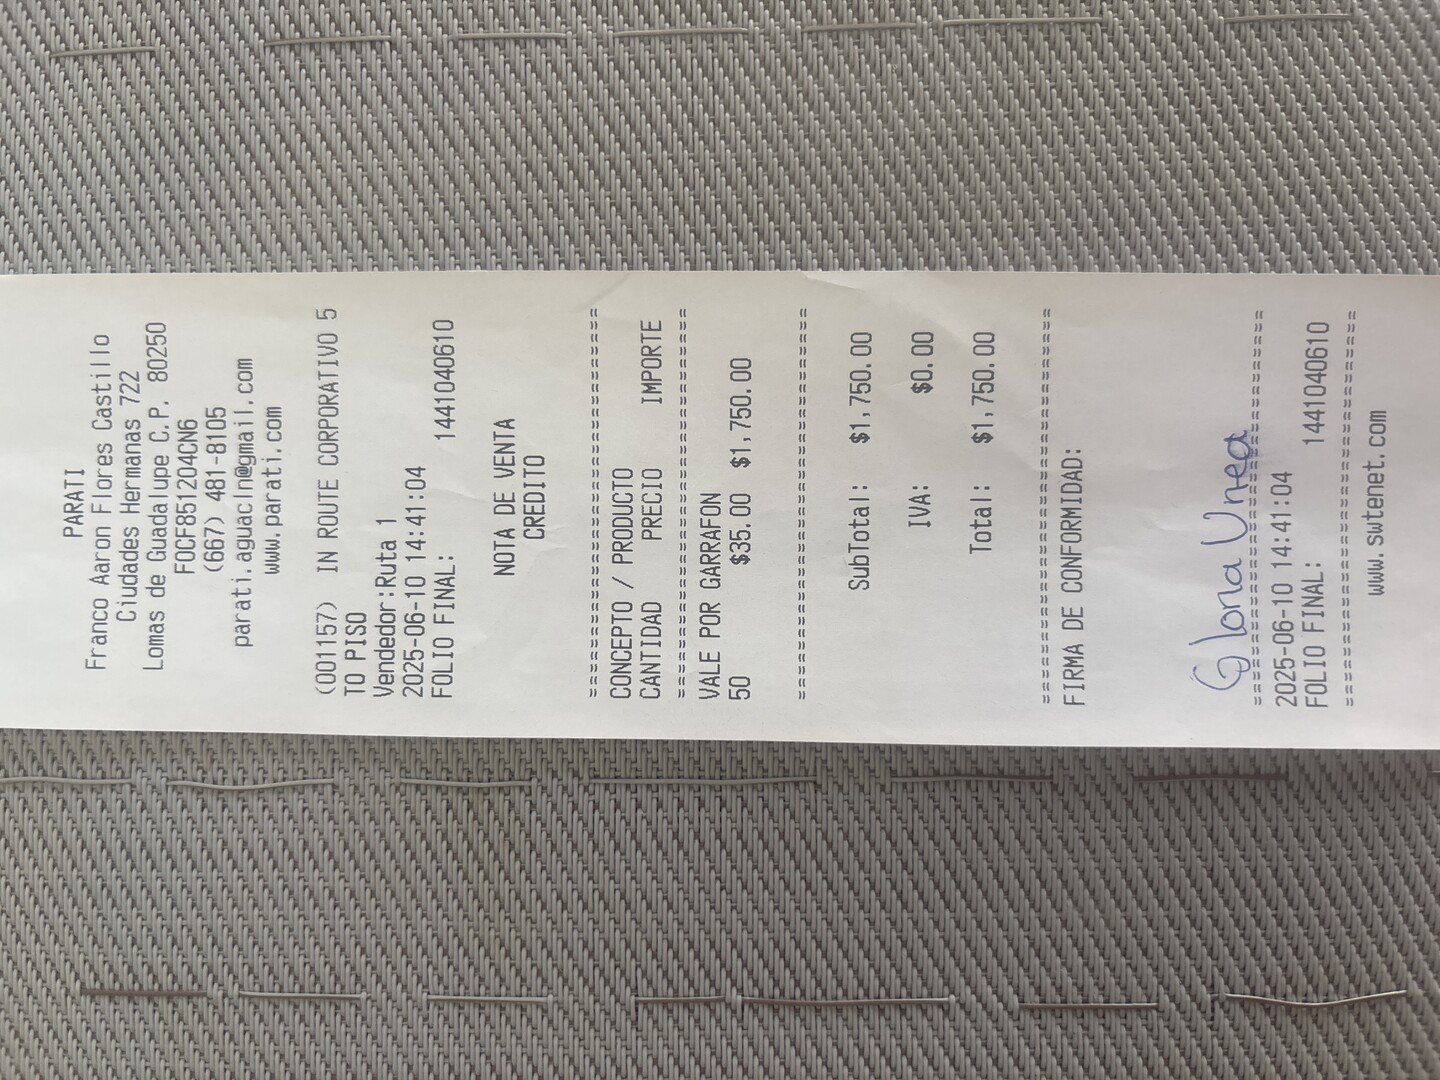 PARATI
Franco Aaron Flores Castillo
Ciudades Hermanas 722
Lomas de Guadalupe C.P. 80250
FOCF851204CN6
(667) 481-8105
parati.aguacln@gmail.com
www.parati.com
(001157) IN ROUTE CORPORATIVO 5
TO PISO
Vendedor:Ruta 1
2025-06-10 14:41:04
FOLIO FINAL: 1441040610
NOTA DE VENTA
CREDITO
================================
CONCEPTO / PRODUCTO
CANTIDAD PRECIO IMPORTE
================================
VALE POR GARRAFON
50 $35.00 $1,750.00
================================
SubTotal: $1,750.00
IVA: $0.00
Total: $1,750.00
================================
FIRMA DE CONFORMIDAD:
Gloria
================================
2025-06-10 14:41:04
FOLIO FINAL: 1441040610
================================
www.swtenet.com